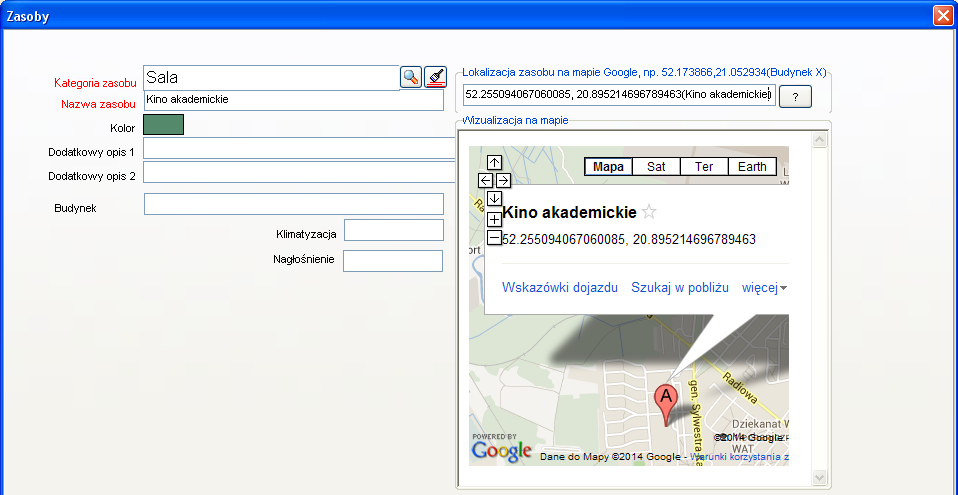 Zasoby
Kategoria zasobu
Sala
Nazwa zasobu
Kino akademickie
Kolor
Dodatkowy opis 1
Dodatkowy opis 2
Budynek
Klimatyzacja
Nagłośnienie
Lokalizacja zasobu na mapie Google, np. 52.173866,21.052934(Budynek X)
52.255094067060085, 20.895214696789463(Kino akademickie)
?
Wizualizacja na mapie
Mapa Sat Ter Earth
Kino akademickie
52.255094067060085, 20.895214696789463
Wskazówki dojazdu Szukaj w pobliżu więcej
A
Radiowa
gen. Sylwestra
Dziekanat W
WAT
©2014 Google
POWERED BY
Google
Dane do Mapy ©2014 Google - Warunki korzystania z